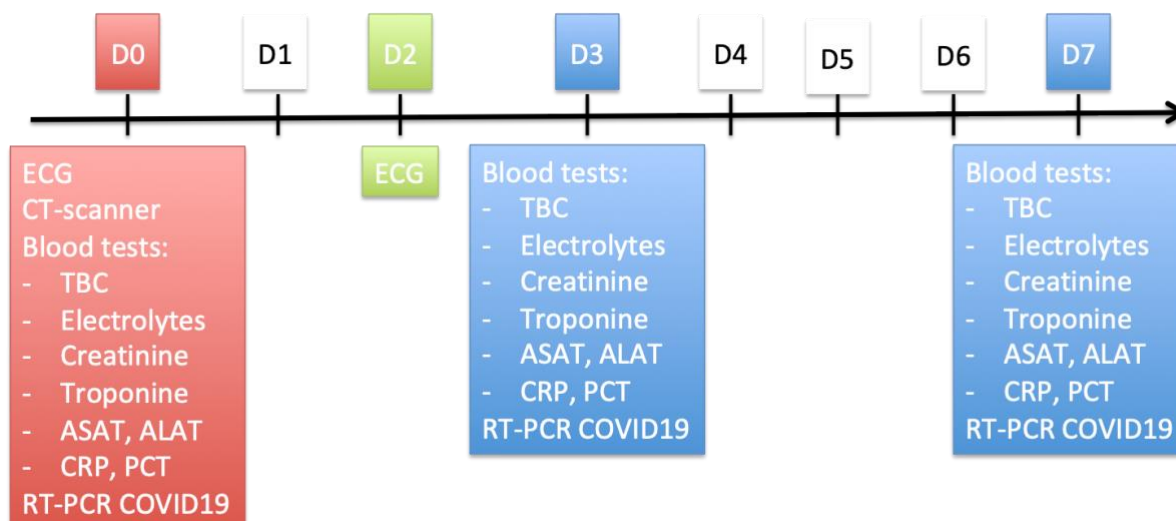 D0 D1 D2 D3 D4 D5 D6 D7
ECG
CT-scanner
Blood tests:
- TBC
- Electrolytes
- Creatinine
- Troponine
- ASAT, ALAT
- CRP, PCT
RT-PCR COVID19
ECG
Blood tests:
- TBC
- Electrolytes
- Creatinine
- Troponine
- ASAT, ALAT
- CRP, PCT
RT-PCR COVID19
Blood tests:
- TBC
- Electrolytes
- Creatinine
- Troponine
- ASAT, ALAT
- CRP, PCT
RT-PCR COVID19